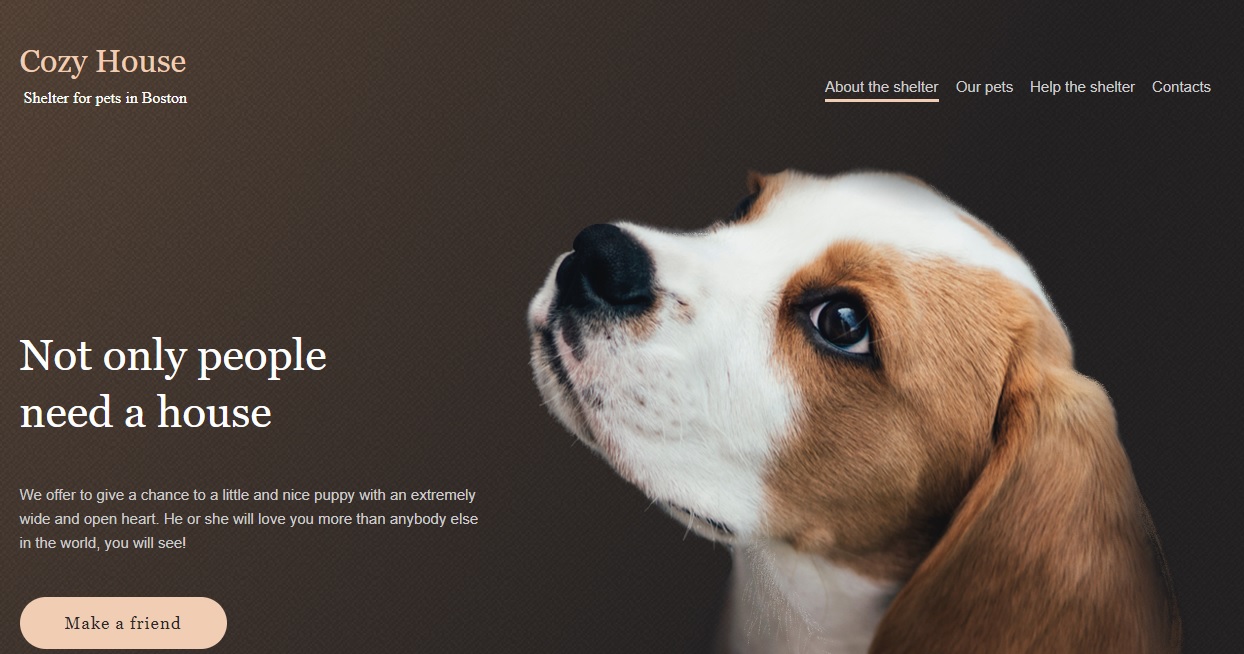 Cozy House
Shelter for pets in Boston
About the shelter Our pets Help the shelter Contacts
Not only people
need a house
We offer to give a chance to a little and nice puppy with an extremely
wide and open heart. He or she will love you more than anybody else
in the world, you will see!
Make a friend